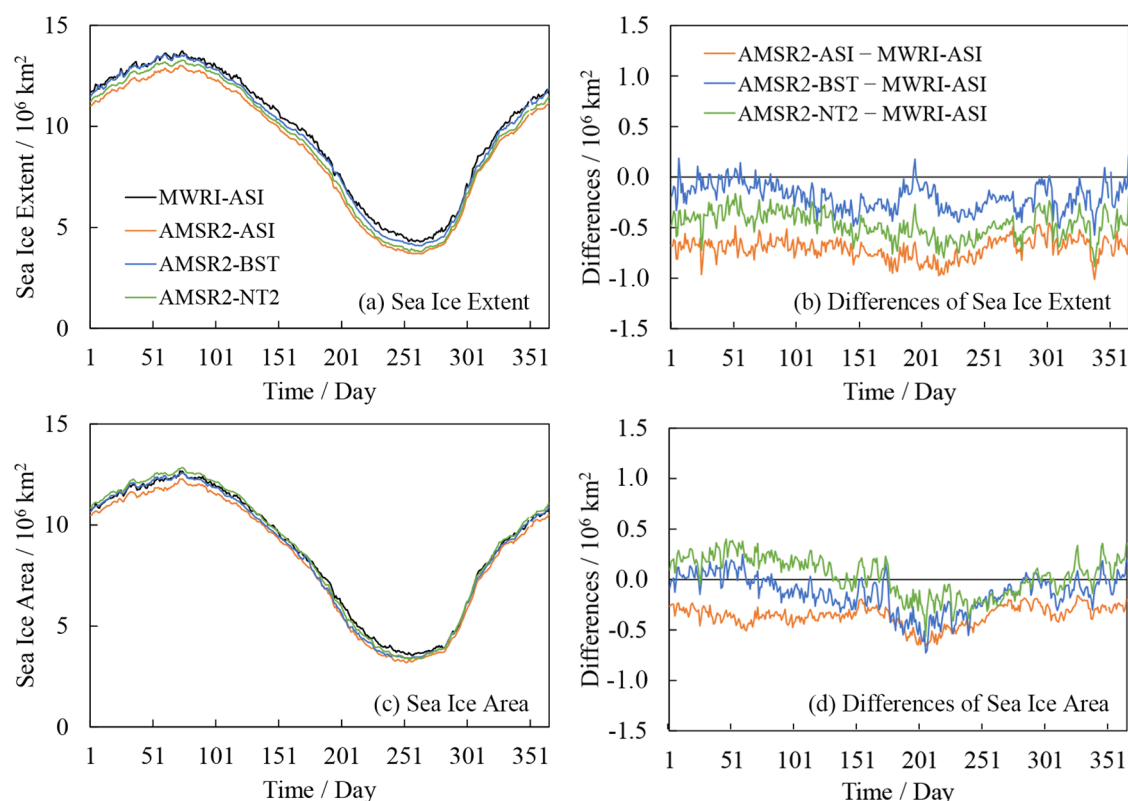 15
10
5
0
Sea Ice Extent / 10⁶ km²
MWRI-ASI
AMSR2-ASI
AMSR2-BST
AMSR2-NT2
(a) Sea Ice Extent
1 51 101 151 201 251 301 351
Time / Day
1.5
1.0
0.5
0.0
-0.5
-1.0
-1.5
Differences / 10⁶ km²
AMSR2-ASI − MWRI-ASI
AMSR2-BST − MWRI-ASI
AMSR2-NT2 − MWRI-ASI
(b) Differences of Sea Ice Extent
1 51 101 151 201 251 301 351
Time / Day
15
10
5
0
Sea Ice Area / 10⁶ km²
(c) Sea Ice Area
1 51 101 151 201 251 301 351
Time / Day
1.5
1.0
0.5
0.0
-0.5
-1.0
-1.5
Differences / 10⁶ km²
(d) Differences of Sea Ice Area
1 51 101 151 201 251 301 351
Time / Day